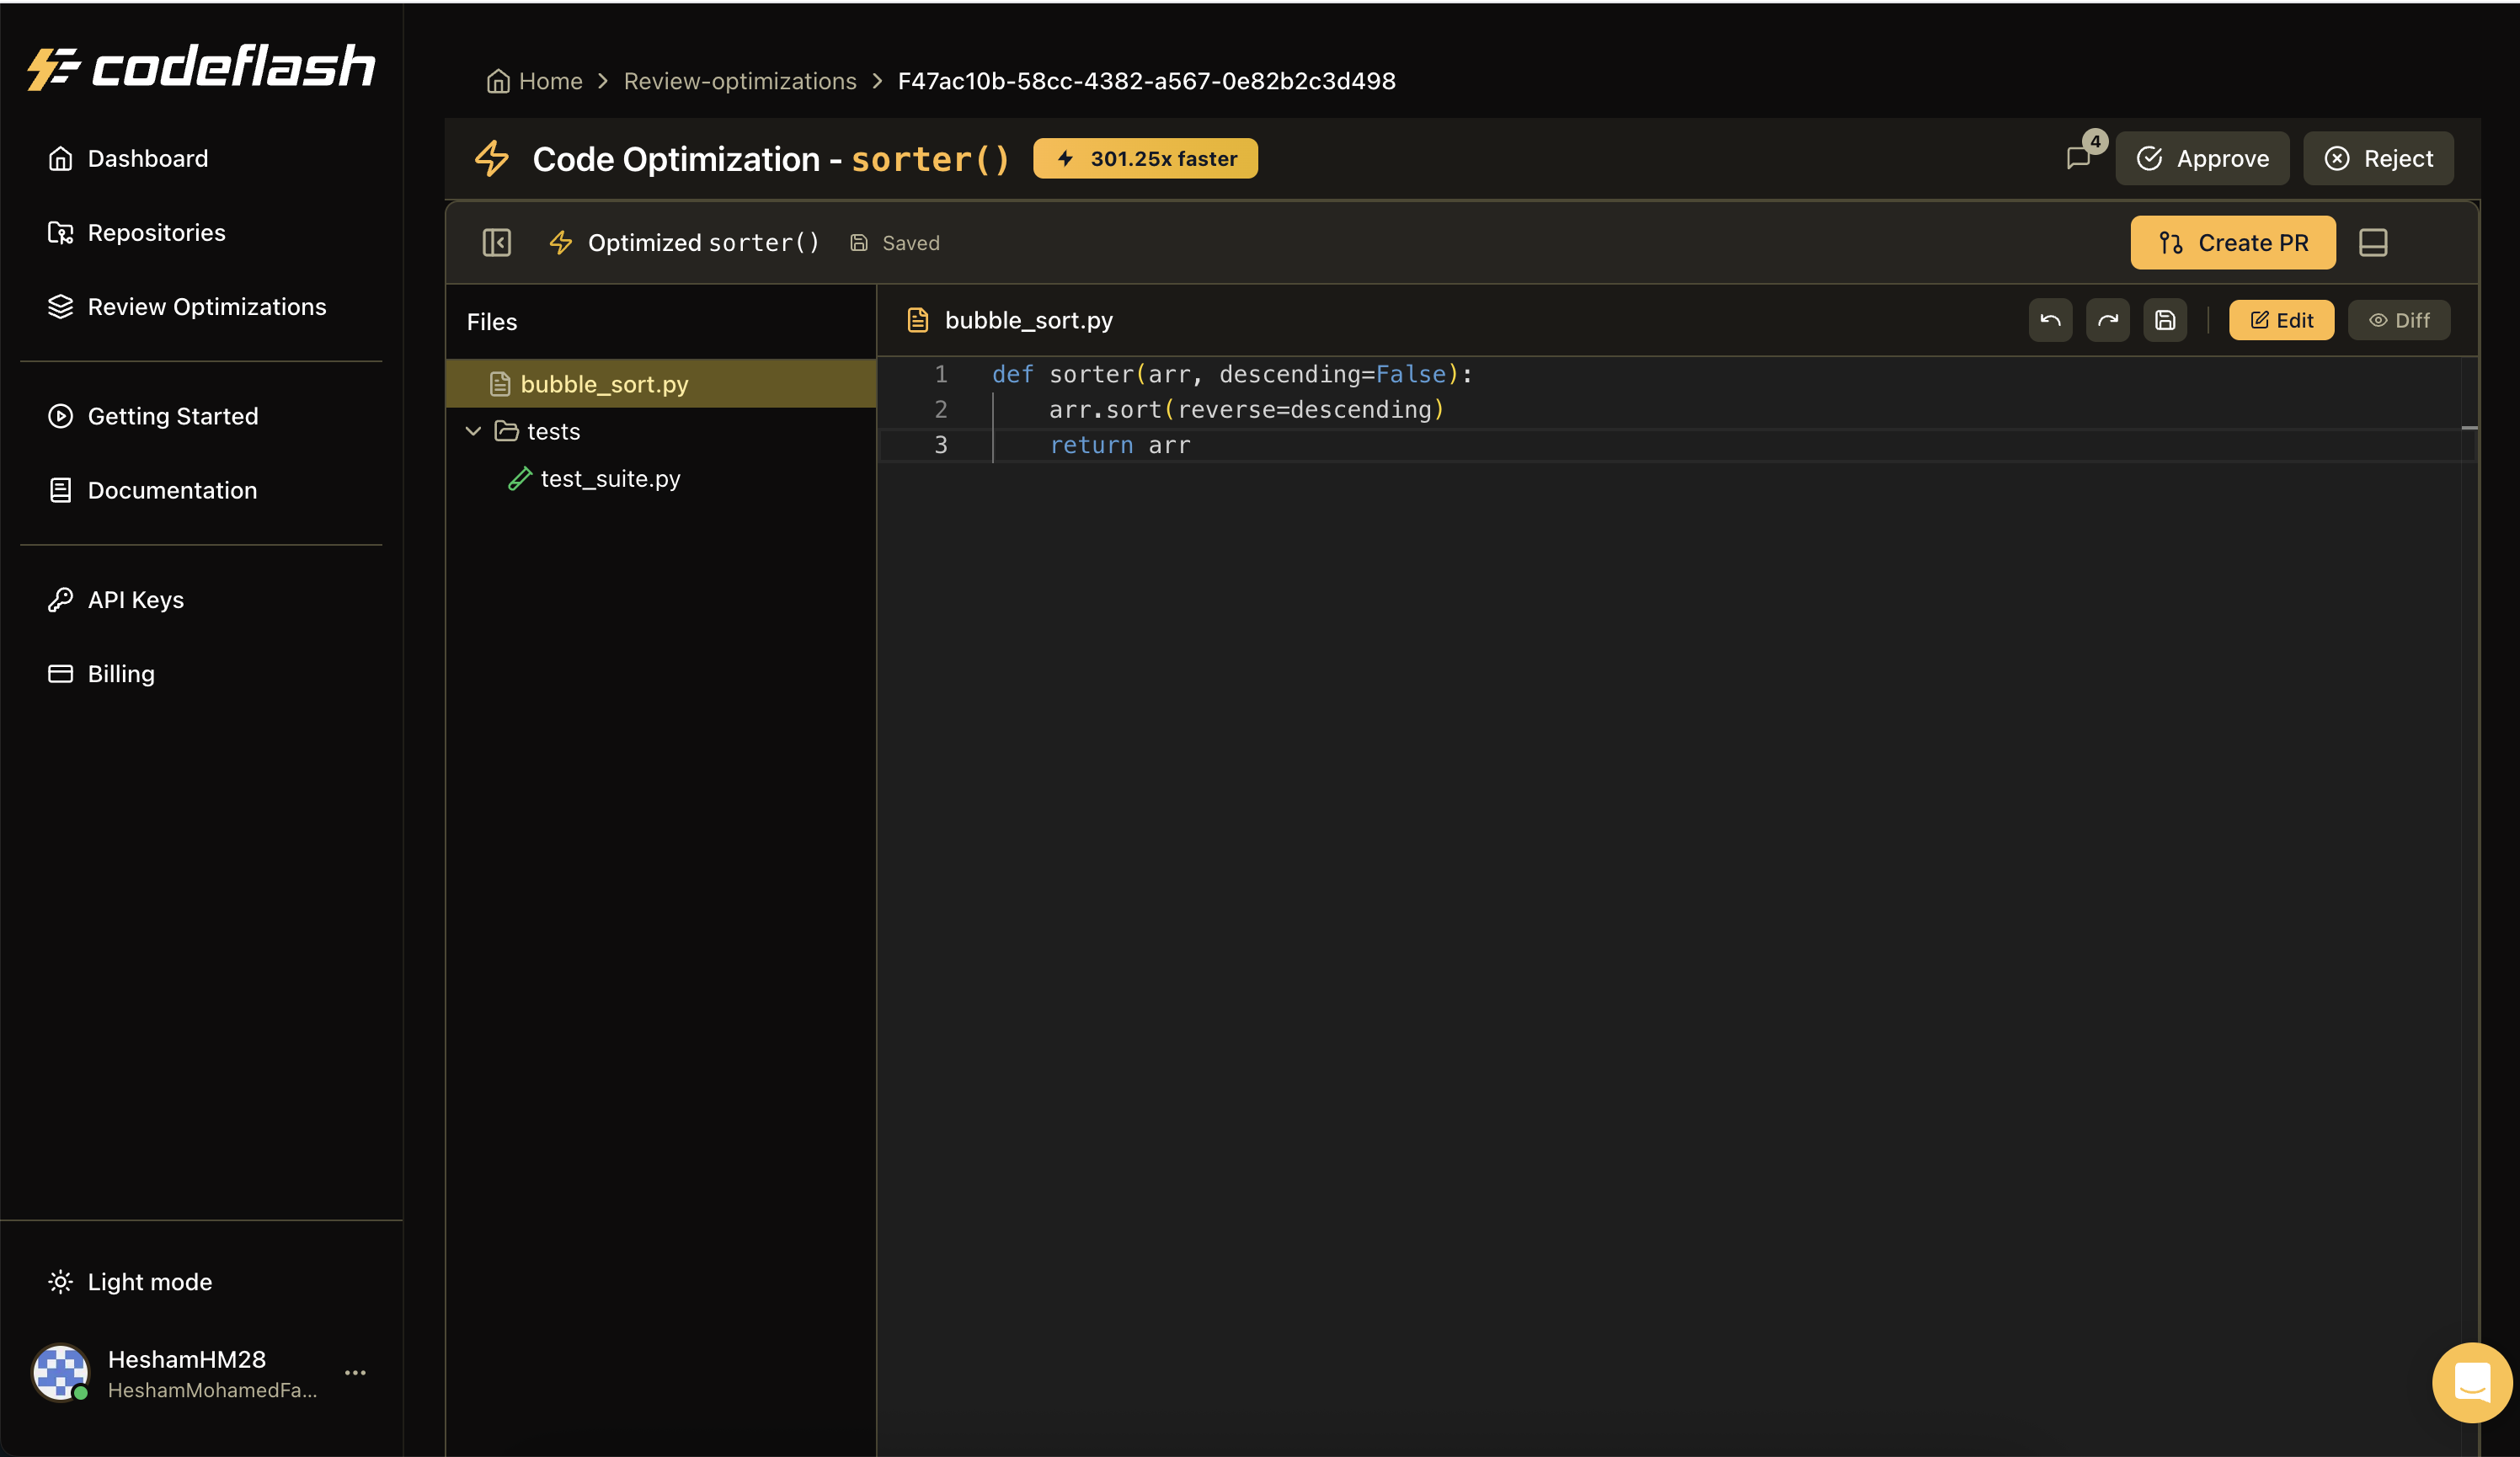 codeflash
Dashboard
Repositories
Review Optimizations
Getting Started
Documentation
API Keys
Billing
Light mode
HeshamHM28
HeshamMohamedFa...
Home > Review-optimizations > F47ac10b-58cc-4382-a567-0e82b2c3d498
Code Optimization - sorter() 301.25x faster
4
Approve
Reject
Optimized sorter() Saved
Create PR
Files
bubble_sort.py
tests
test_suite.py
bubble_sort.py
Edit
Diff
1 def sorter(arr, descending=False):
2     arr.sort(reverse=descending)
3     return arr